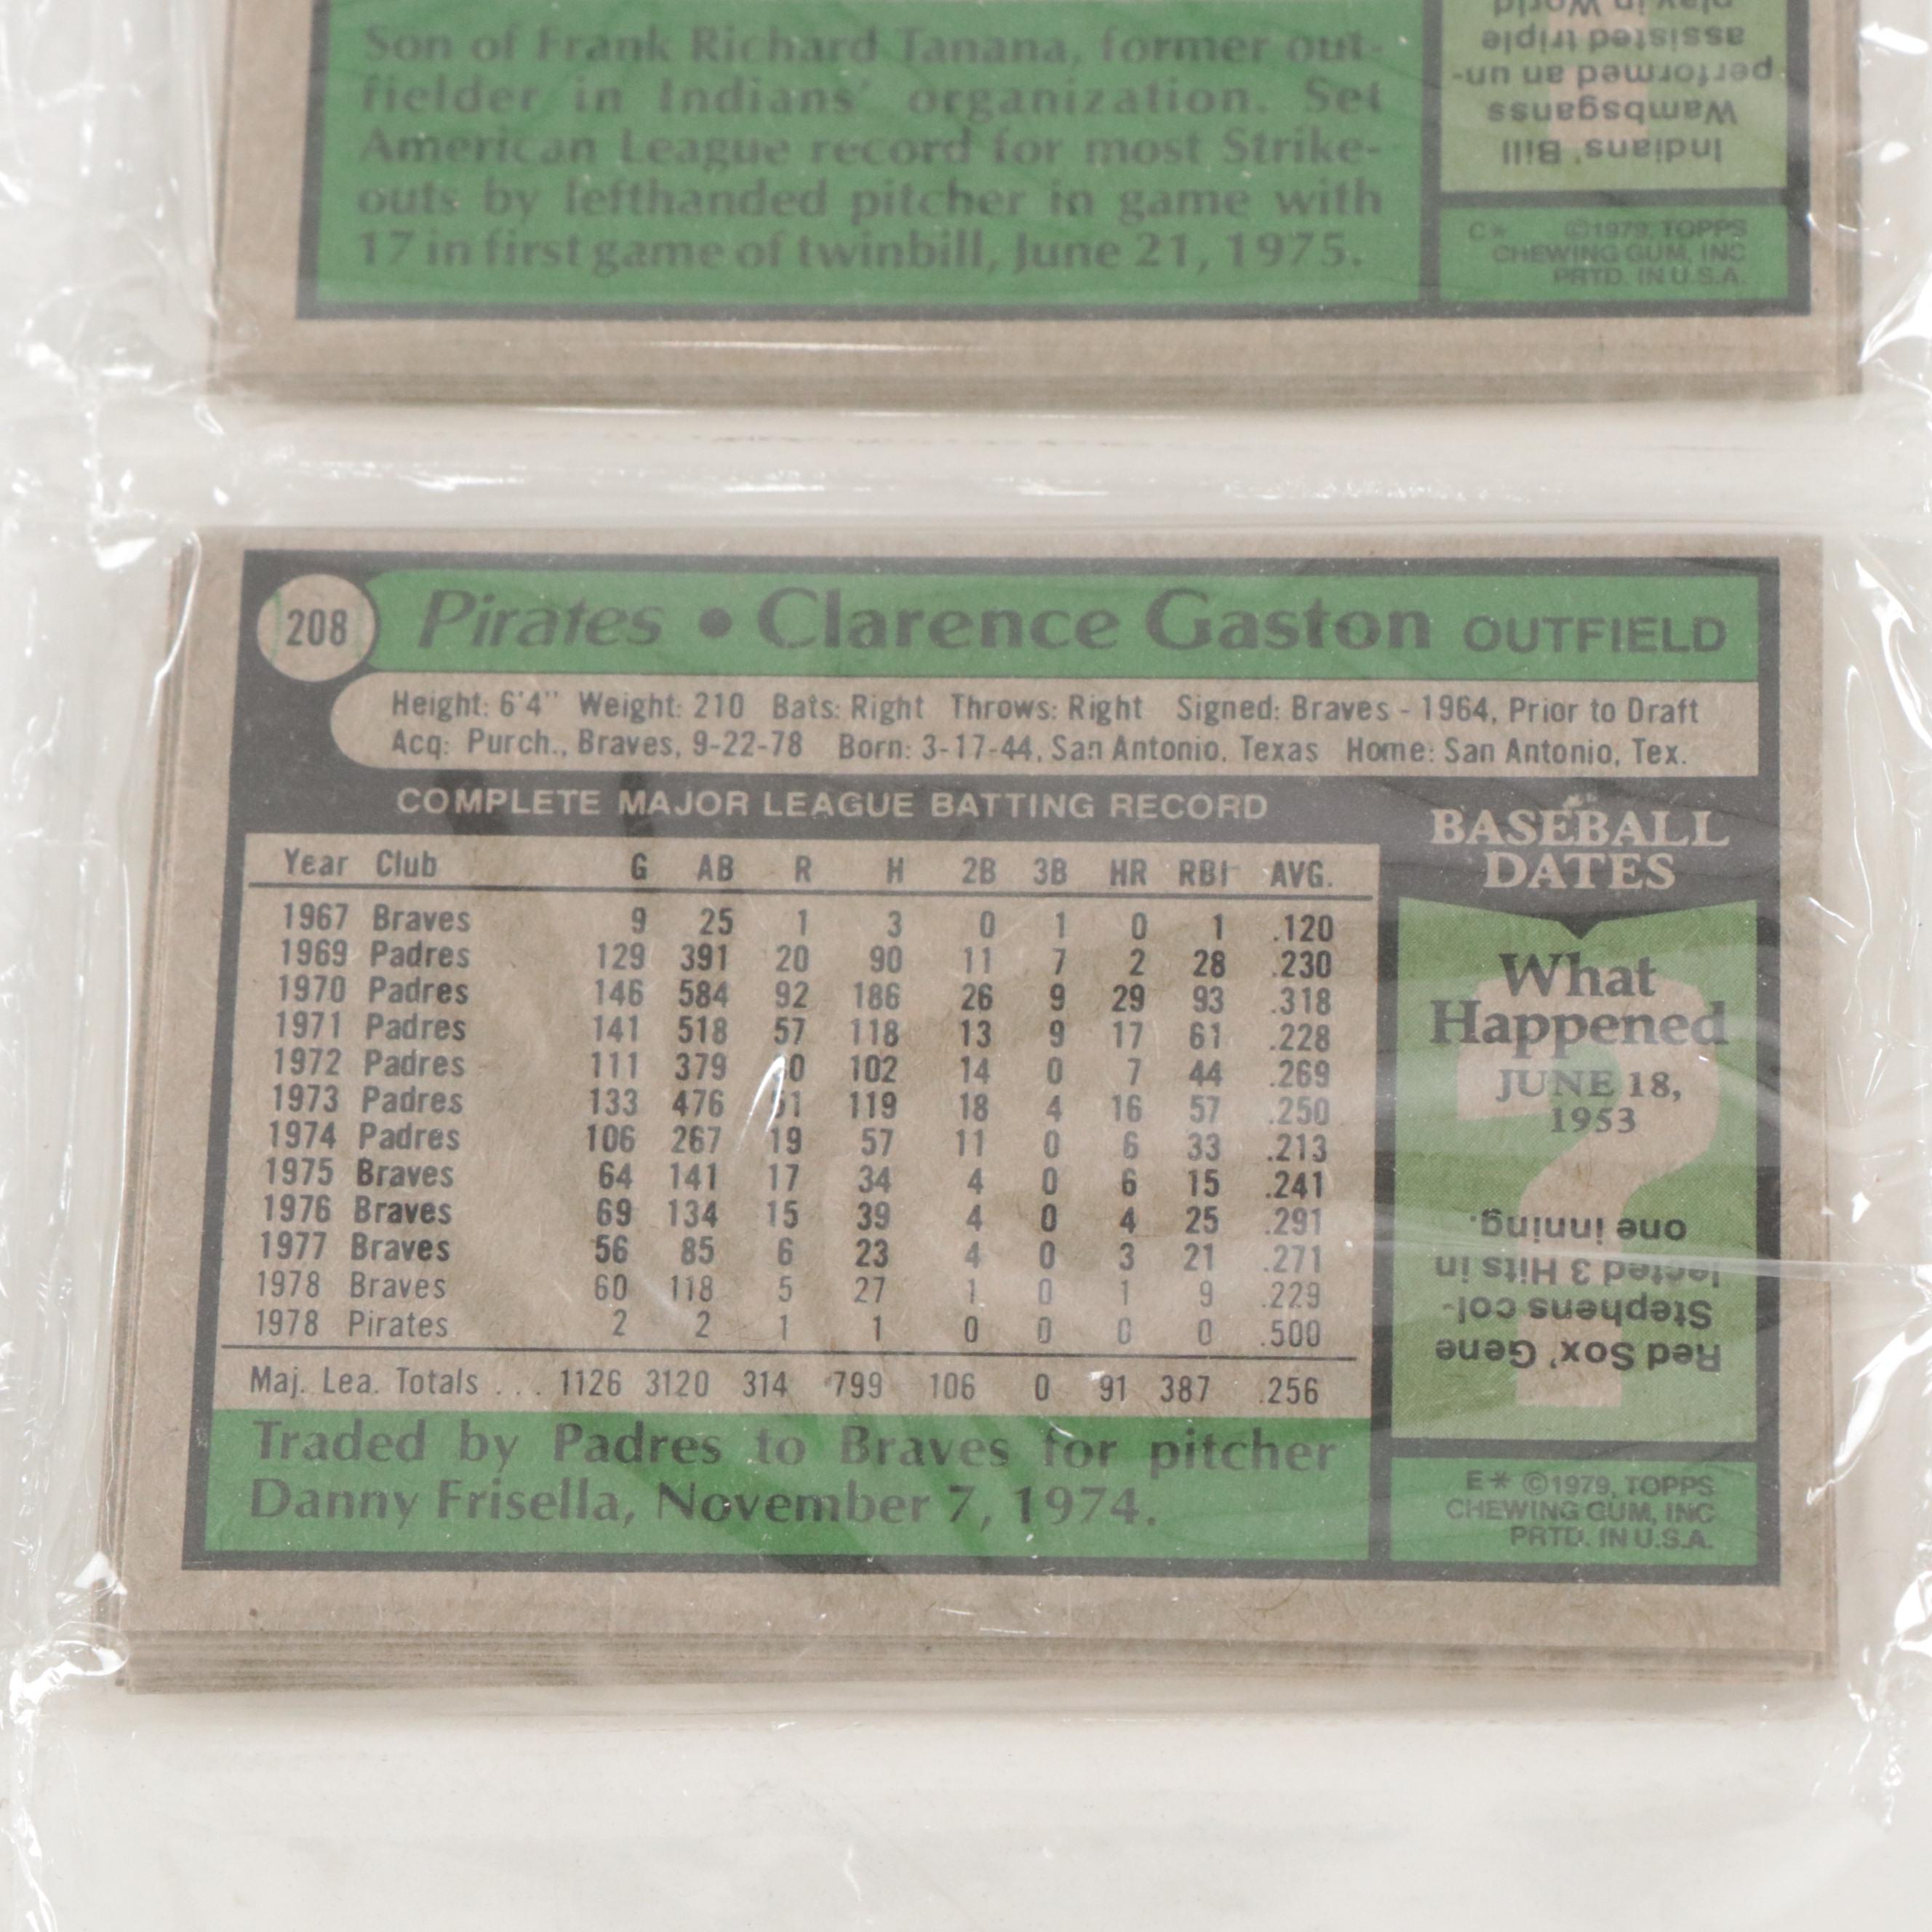 Son of Frank Richard Tanana, former out-
fielder in Indians' organization. Set
American League record for most Strike-
outs by lefthanded pitcher in game with
17 in first game of twinbill, June 21, 1975.
Indians' Bill
Wambsganss
performed an un-
assisted triple
play in World
C* ©1979, TOPPS
CHEWING GUM, INC
PRTD. IN U.S.A.
208 Pirates • Clarence Gaston OUTFIELD
Height: 6'4" Weight: 210 Bats: Right Throws: Right Signed: Braves - 1964, Prior to Draft
Acq: Purch., Braves, 9-22-78 Born: 3-17-44, San Antonio, Texas Home: San Antonio, Tex.
COMPLETE MAJOR LEAGUE BATTING RECORD
Year Club G AB R H 2B 3B HR RBI AVG.
1967 Braves 9 25 1 3 0 1 0 1 .120
1969 Padres 129 391 20 90 11 7 2 28 .230
1970 Padres 146 584 92 186 26 9 29 93 .318
1971 Padres 141 518 57 118 13 9 17 61 .228
1972 Padres 111 379 102 14 0 7 44 .269
1973 Padres 133 476 51 119 18 4 16 57 .250
1974 Padres 106 267 19 57 11 0 6 33 .213
1975 Braves 64 141 17 34 4 0 6 15 .241
1976 Braves 69 134 15 39 4 0 4 25 .291
1977 Braves 56 85 6 23 4 0 3 21 .271
1978 Braves 60 118 5 27 1 0 1 9 .229
1978 Pirates 2 2 1 1 0 0 0 0 .500
Maj. Lea. Totals . . . 1126 3120 314 799 106 0 91 387 .256
Traded by Padres to Braves for pitcher
Danny Frisella, November 7, 1974.
BASEBALL
DATES
What
Happened
JUNE 18,
1953
Red Sox' Gene
Stephens col-
lected 3 Hits in
one inning.
E* ©1979, TOPPS
CHEWING GUM, INC
PRTD. IN U.S.A.